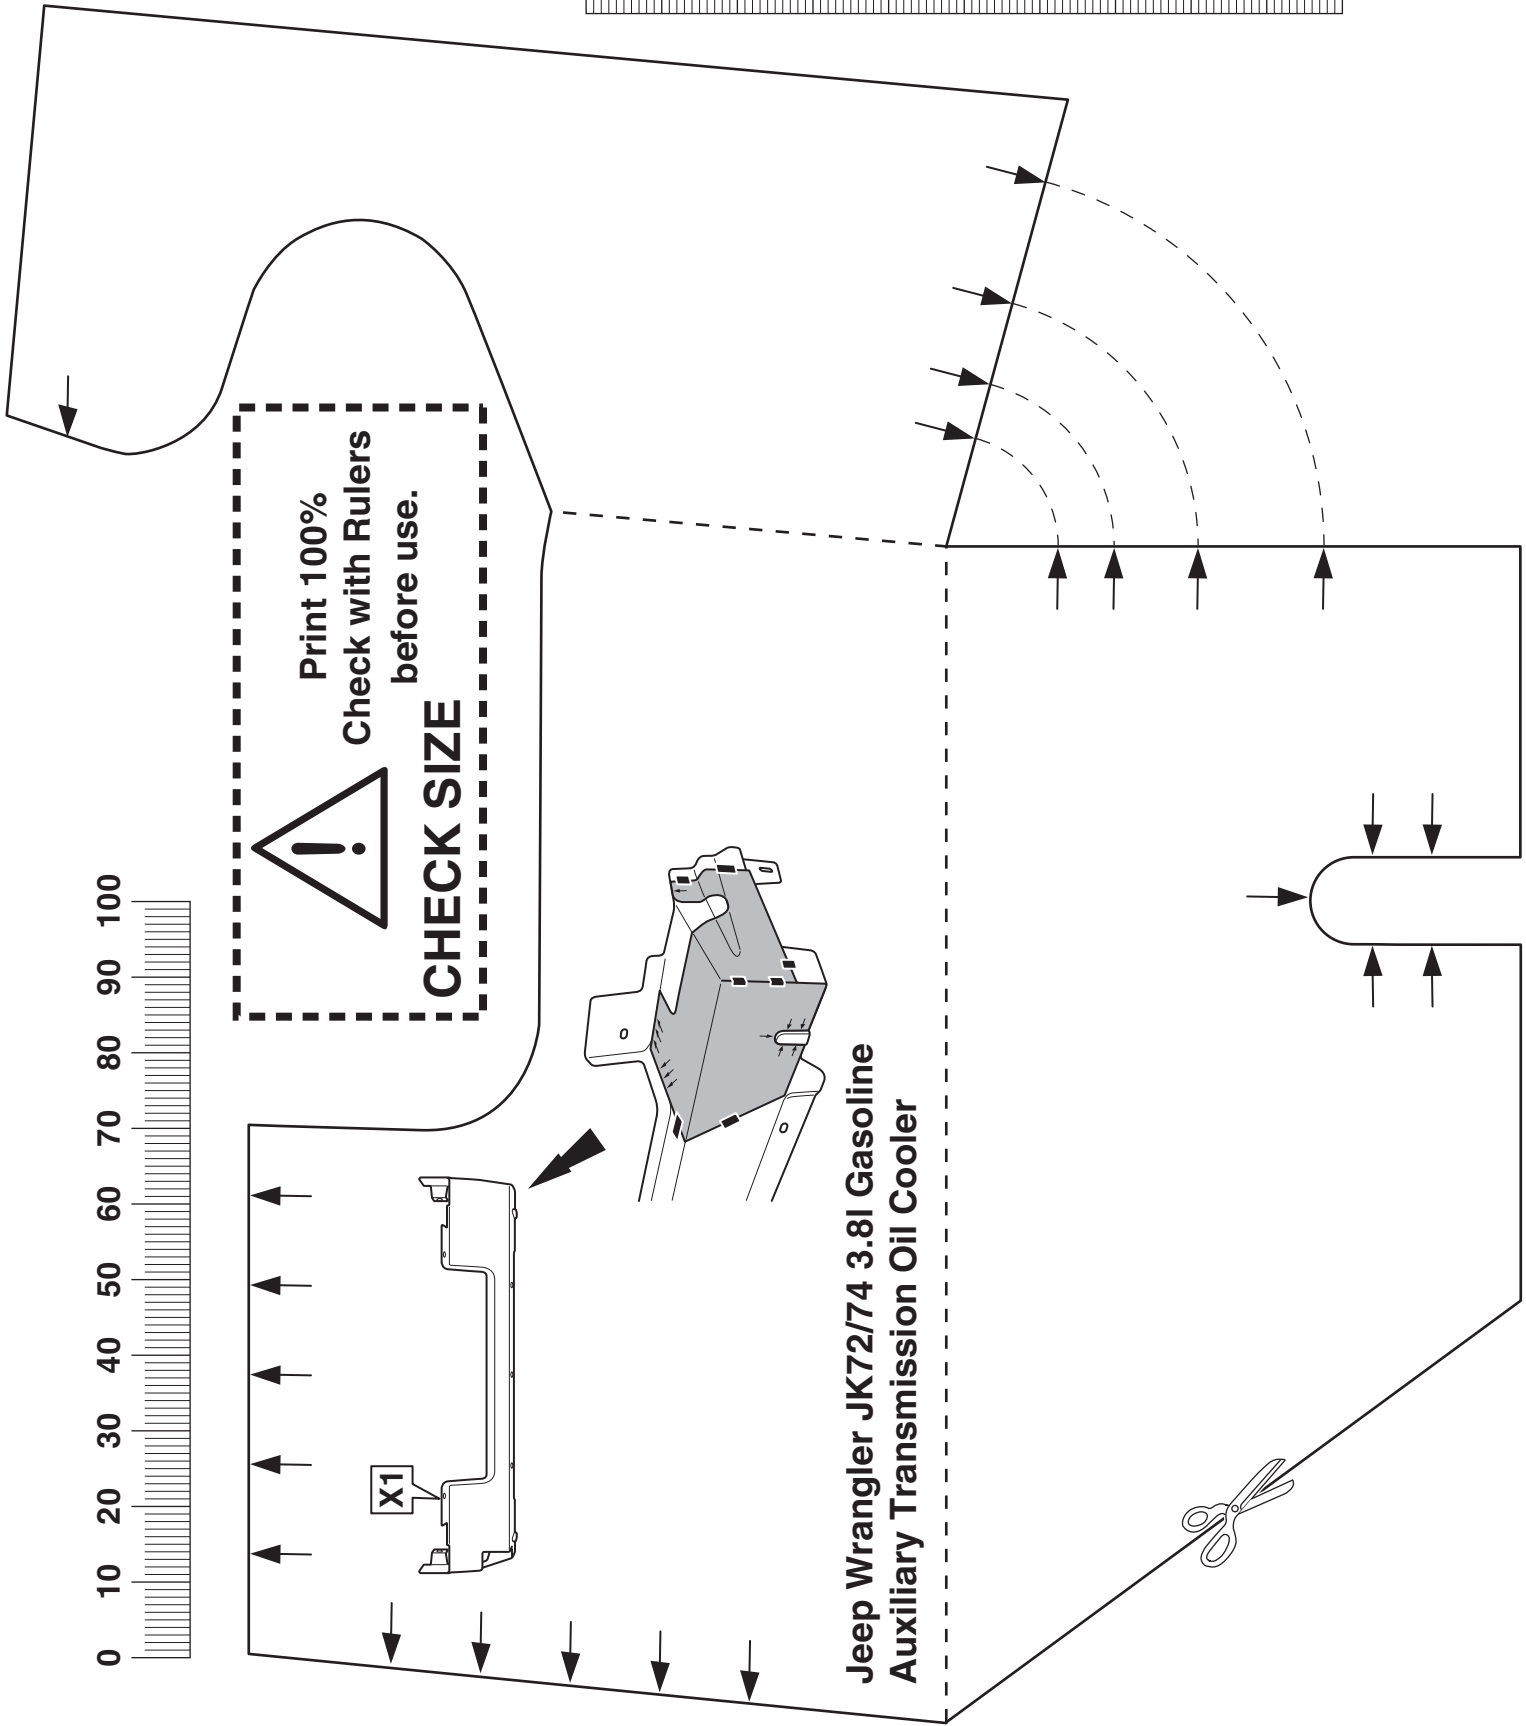 0 10 20 30 40 50 60 70 80 90 100
Print 100%
Check with Rulers
before use.
CHECK SIZE
X1
Jeep Wrangler JK72/74 3.8l Gasoline
Auxiliary Transmission Oil Cooler